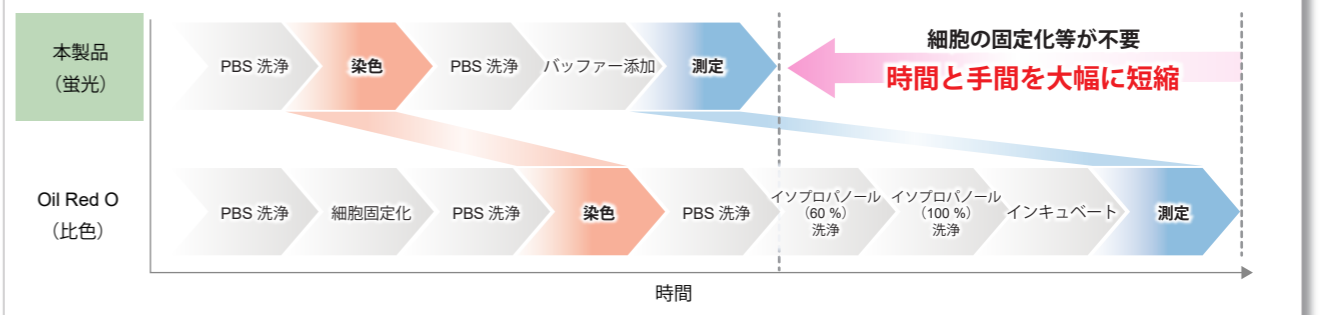 細胞の固定化等が不要
時間と手間を大幅に短縮
本製品
（蛍光）
PBS 洗浄
染色
PBS 洗浄
バッファー添加
測定
Oil Red O
（比色）
PBS 洗浄
細胞固定化
PBS 洗浄
染色
PBS 洗浄
イソプロパノール
（60 %）
洗浄
イソプロパノール
（100 %）
洗浄
インキュベート
測定
時間